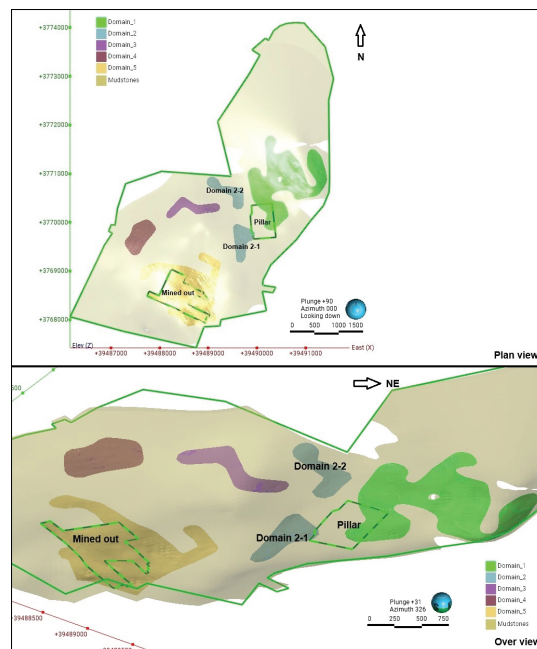 +3774000
Domain_1
Domain_2
Domain_3
Domain_4
Domain_5
Mudstones
N
+3773000
+3772000
+3771000
Domain 2-2
+3770000
Pillar
Domain 2-1
+3769000
Mined out
+3768000
Plunge +90
Azimuth 000
Looking down
0 500 1000 1500
Elev (Z)
East (X)
+39487000 +39488000 +39489000 +39490000 +39491000
Plan view
NE
Domain 2-2
Pillar
Domain 2-1
Mined out
Domain_1
Domain_2
Domain_3
Domain_4
Domain_5
Mudstones
Plunge +31
Azimuth 326
0 250 500 750
+39488500
+39489000
Over view